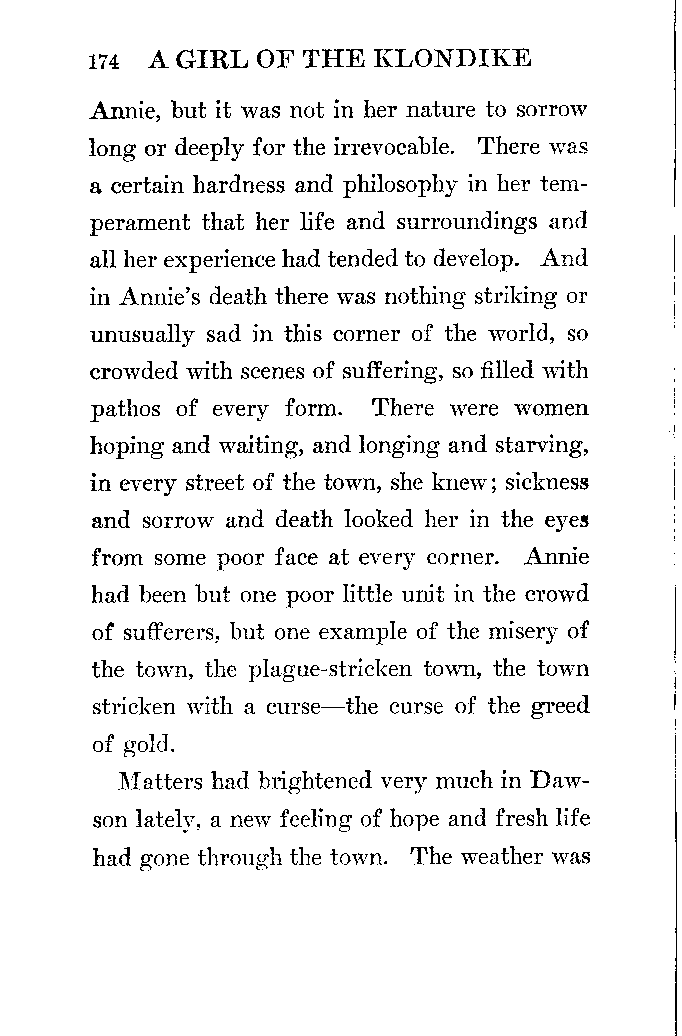 174 A GIRL OF THE KLONDIKE
Annie, but it was not in her nature to sorrow
long or deeply for the irrevocable. There was
a certain hardness and philosophy in her tem-
perament that her life and surroundings and
all her experience had tended to develop. And
in Annie's death there was nothing striking or
unusually sad in this corner of the world, so
crowded with scenes of suffering, so filled with
pathos of every form. There were women
hoping and waiting, and longing and starving,
in every street of the town, she knew; sickness
and sorrow and death looked her in the eyes
from some poor face at every corner. Annie
had been but one poor little unit in the crowd
of sufferers, but one example of the misery of
the town, the plague-stricken town, the town
stricken with a curse—the curse of the greed
of gold.
Matters had brightened very much in Daw-
son lately, a new feeling of hope and fresh life
had gone through the town. The weather was